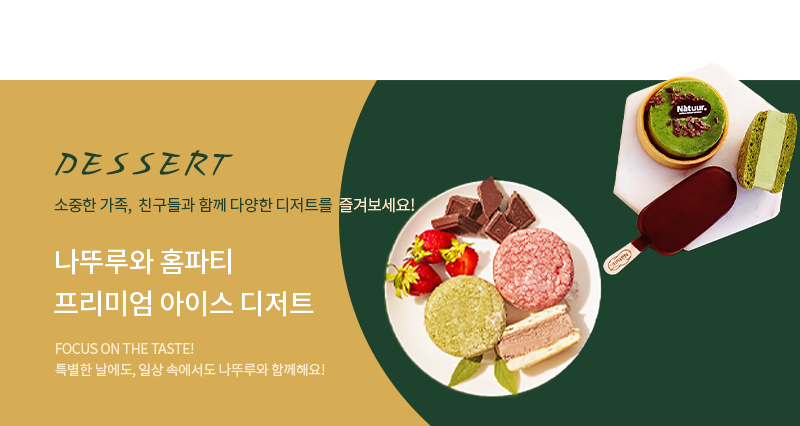 DESSERT
소중한 가족, 친구들과 함께 다양한 디저트를 즐겨보세요!
나뚜루와 홈파티
프리미엄 아이스 디저트
FOCUS ON THE TASTE!
특별한 날에도, 일상 속에서도 나뚜루와 함께해요!
Natuur.
Natuur